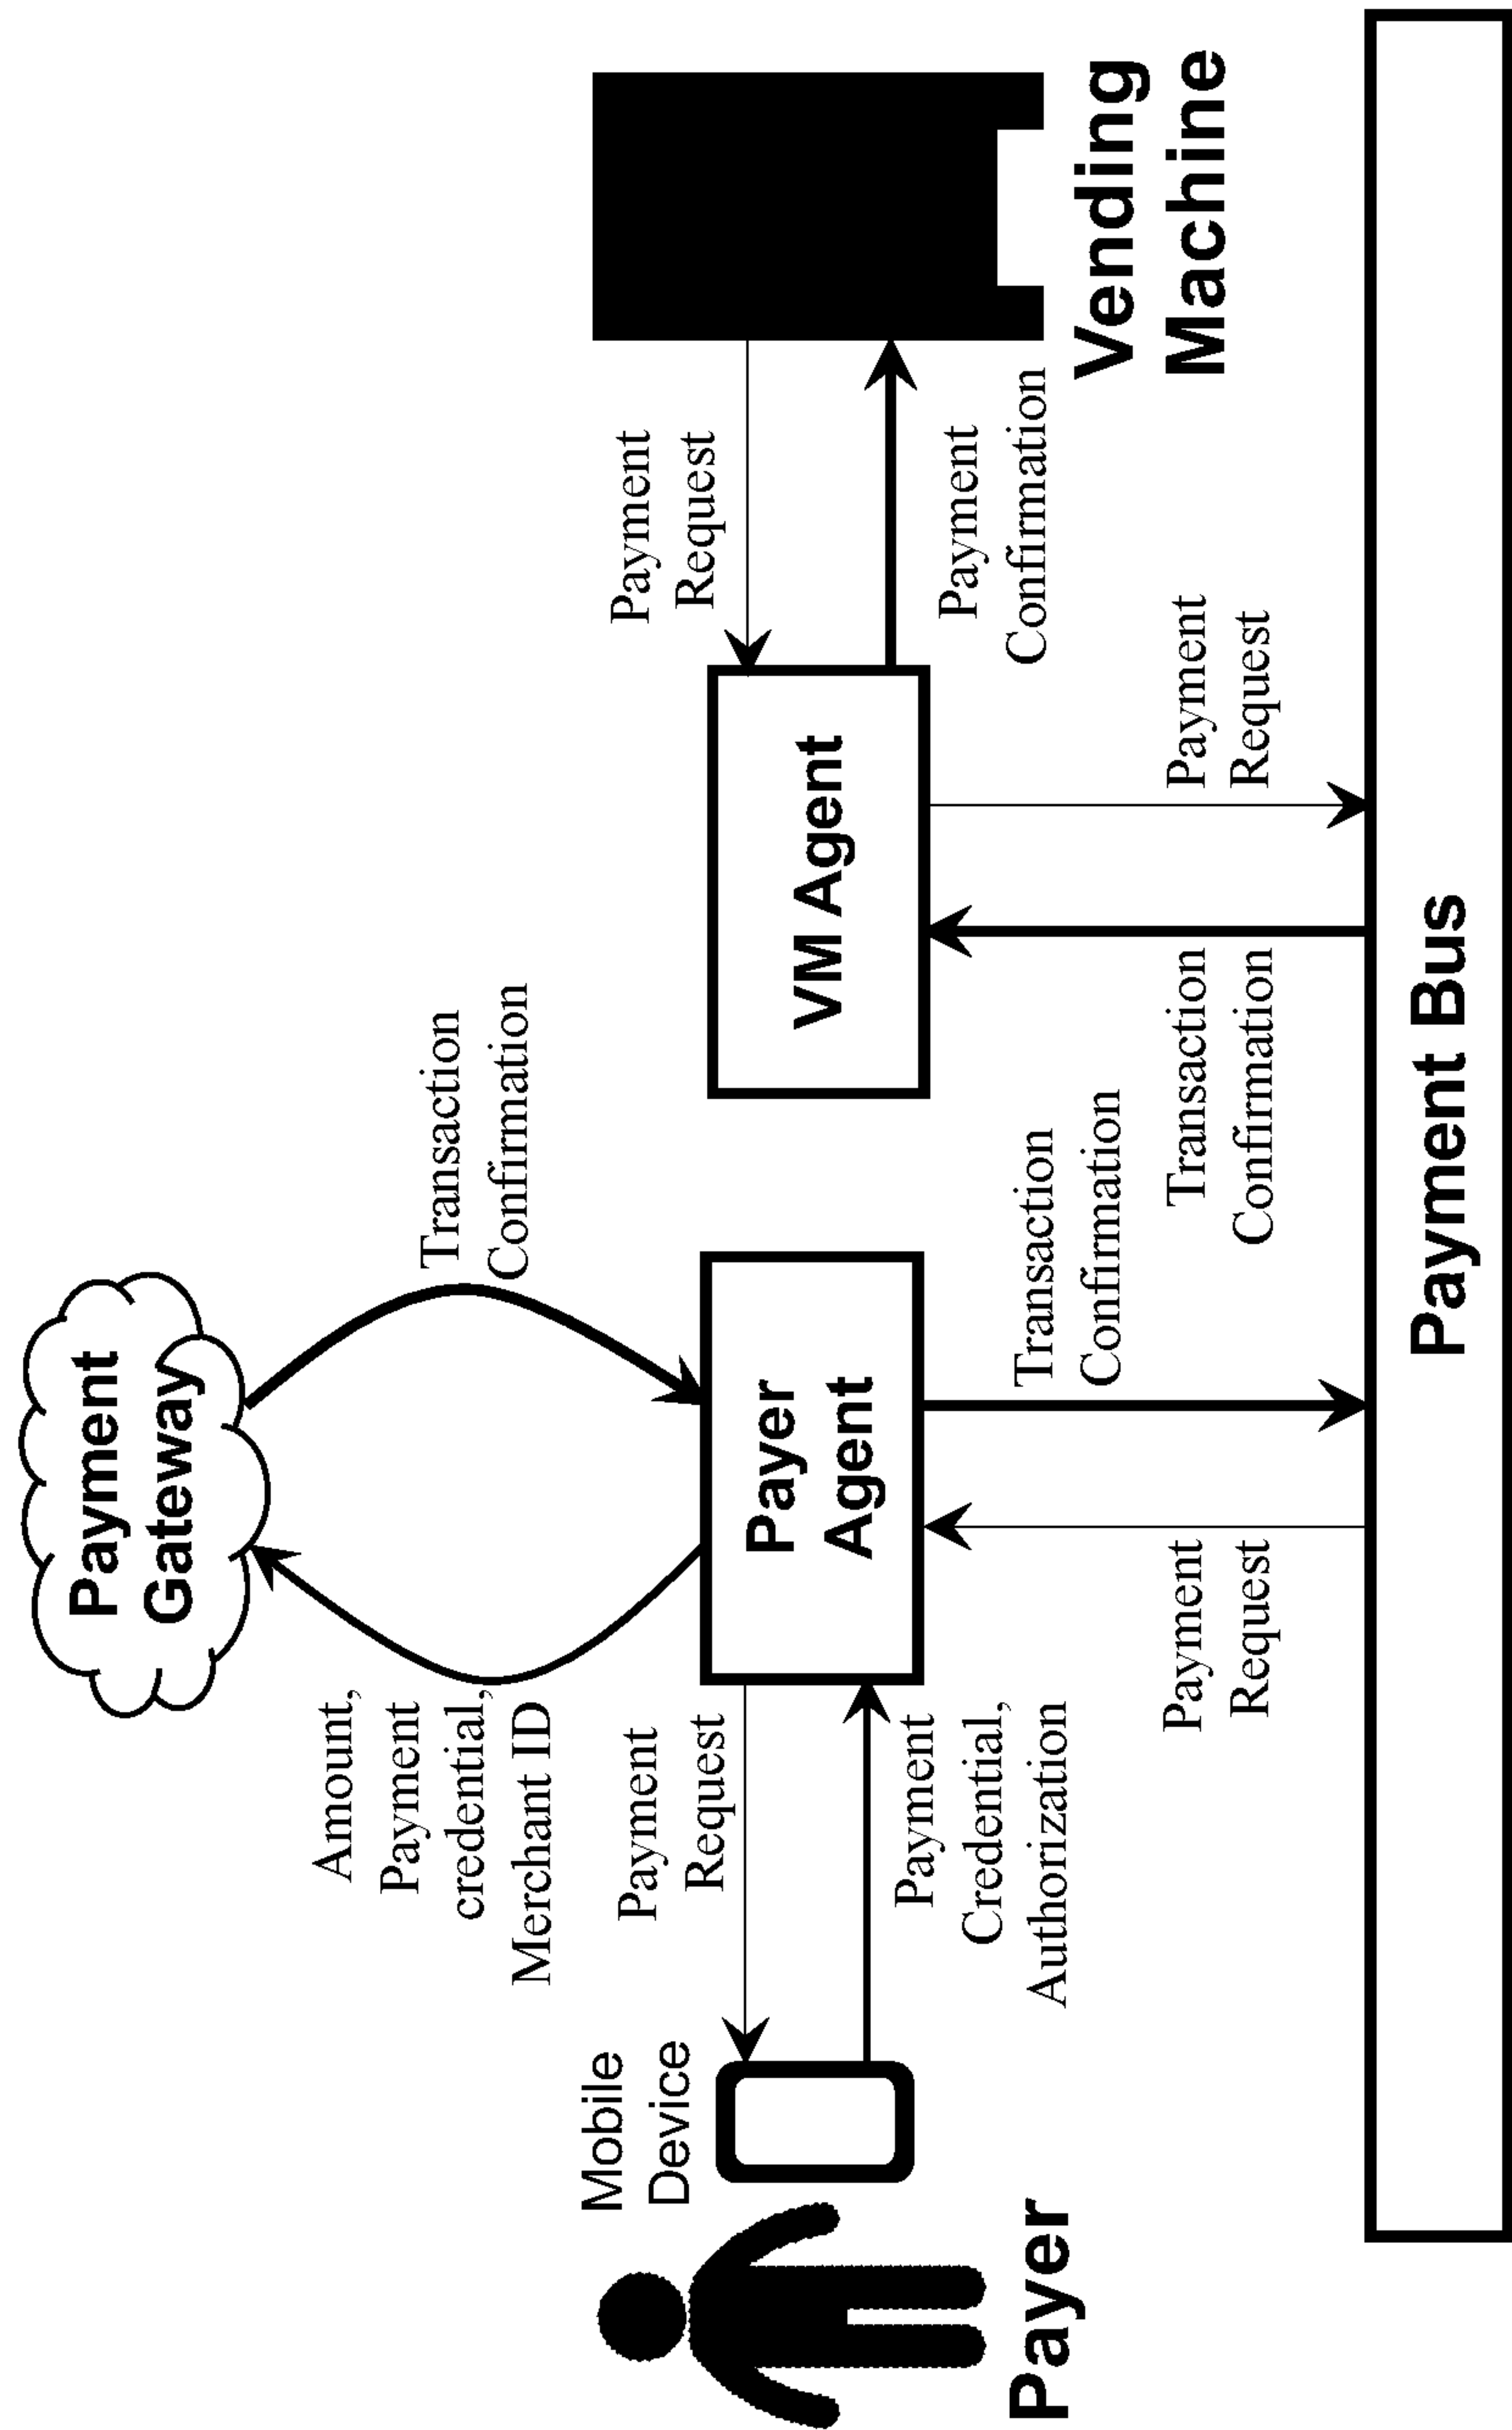 Payment
Gateway
Amount,
Payment
credential,
Merchant ID
Transaction
Confirmation
Mobile
Device
Payment
Request
Payer
Agent
VM Agent
Payment
Request
Payment
Credential,
Authorization
Payment
Confirmation
Payer
Transaction
Confirmation
Vending
Machine
Payment
Request
Transaction
Confirmation
Payment
Request
Payment Bus